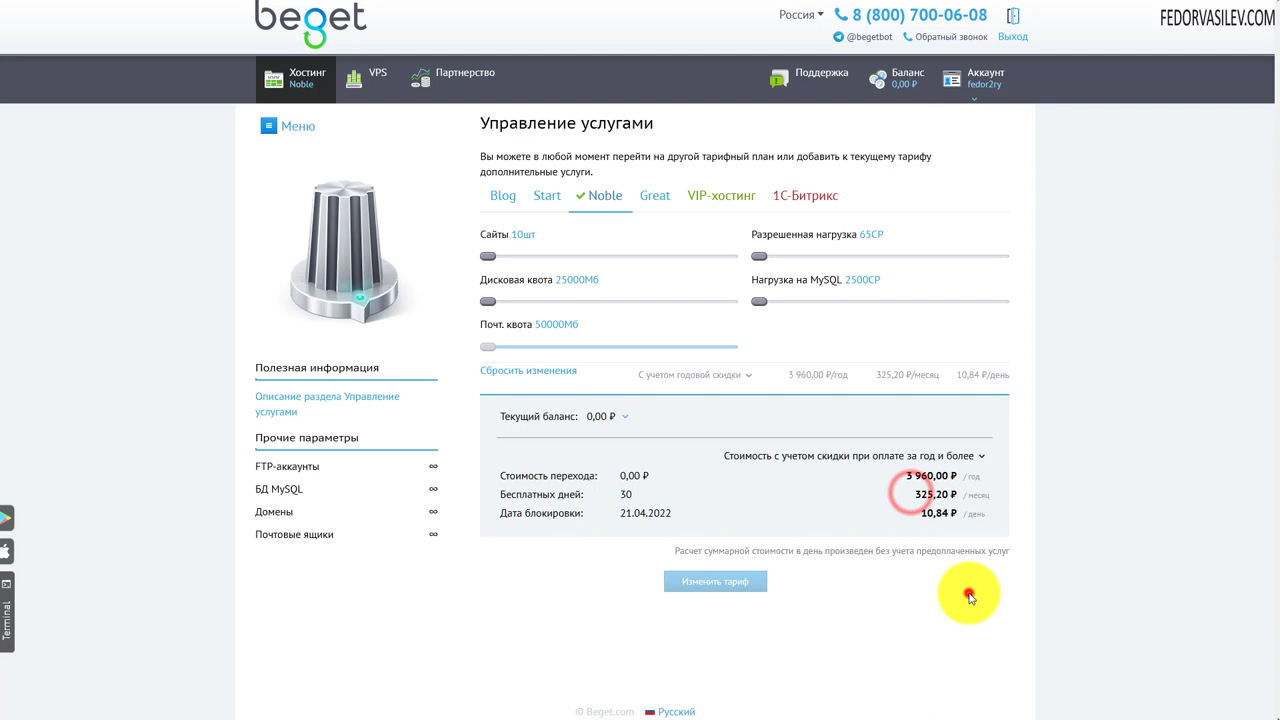 beget
Россия
8 (800) 700-06-08
@begetbot
Обратный звонок
Выход
FEDORVASILEV.COM
Хостинг
Noble
VPS
Партнерство
Поддержка
Баланс
0,00 ₽
Аккаунт
fedor2ry
Меню
Управление услугами
Вы можете в любой момент перейти на другой тарифный план или добавить к текущему тарифу
дополнительные услуги.
Blog Start Noble Great VIP-хостинг 1С-Битрикс
Сайты 10шт
Разрешенная нагрузка 65CP
Дисковая квота 25000Мб
Нагрузка на MySQL 2500CP
Почт. квота 50000Мб
Сбросить изменения
С учетом годовой скидки 3 960,00 ₽/год 325,20 ₽/месяц 10,84 ₽/день
Текущий баланс: 0,00 ₽
Стоимость с учетом скидки при оплате за год и более
Стоимость перехода: 0,00 ₽ 3 960,00 ₽ / год
Бесплатных дней: 30 325,20 ₽ / месяц
Дата блокировки: 21.04.2022 10,84 ₽ / день
Расчет суммарной стоимости в день произведен без учета предоплаченных услуг
Изменить тариф
Полезная информация
Описание раздела Управление
услугами
Прочие параметры
FTP-аккаунты ∞
БД MySQL ∞
Домены ∞
Почтовые ящики ∞
Terminal
© Beget.com Русский